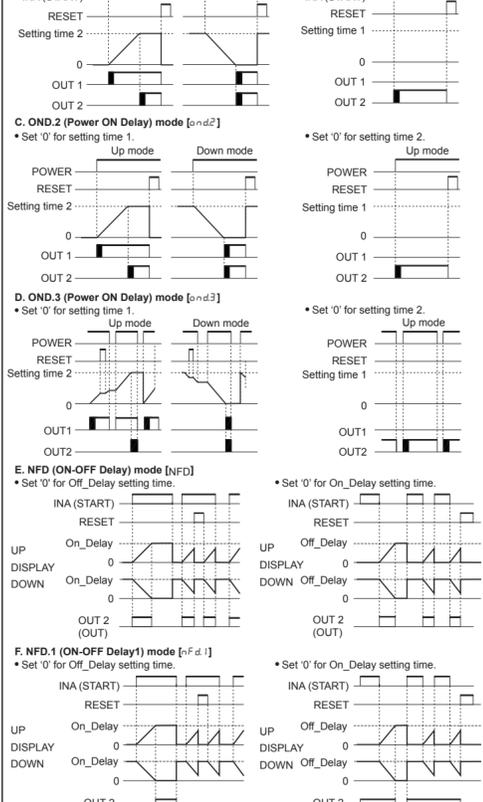 RESET
Setting time 2
0
OUT 1
OUT 2
RESET
Setting time 1
0
OUT 1
OUT 2
C. OND.2 (Power ON Delay) mode [ond.2]
• Set '0' for setting time 1.
Up mode
Down mode
POWER
RESET
Setting time 2
0
OUT 1
OUT 2
• Set '0' for setting time 2.
Up mode
POWER
RESET
Setting time 1
0
OUT 1
OUT 2
D. OND.3 (Power ON Delay) mode [ond.3]
• Set '0' for setting time 1.
Up mode
Down mode
POWER
RESET
Setting time 2
0
OUT1
OUT2
• Set '0' for setting time 2.
Up mode
POWER
RESET
Setting time 1
0
OUT1
OUT2
E. NFD (ON-OFF Delay) mode [NFD]
• Set '0' for Off_Delay setting time.
INA (START)
RESET
On_Delay
UP
0
DISPLAY
DOWN
On_Delay
0
OUT 2
(OUT)
• Set '0' for On_Delay setting time.
INA (START)
RESET
Off_Delay
UP
0
DISPLAY
DOWN
Off_Delay
0
OUT 2
(OUT)
F. NFD.1 (ON-OFF Delay1) mode [nFd.1]
• Set '0' for Off_Delay setting time.
INA (START)
RESET
On_Delay
UP
0
DISPLAY
DOWN
On_Delay
0
OUT 2
• Set '0' for On_Delay setting time.
INA (START)
RESET
Off_Delay
UP
0
DISPLAY
DOWN
Off_Delay
0
OUT 2